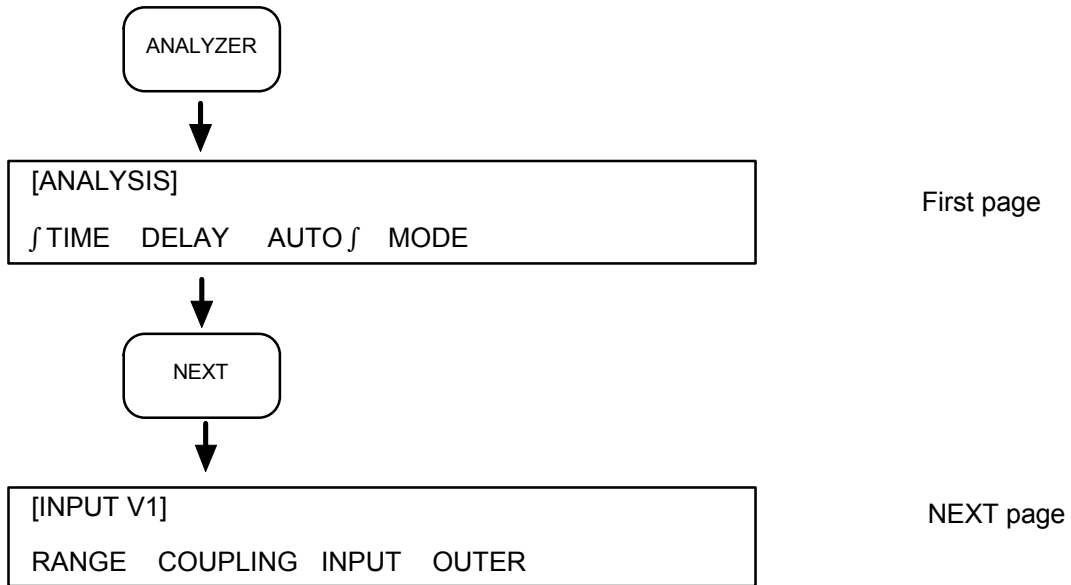 ANALYZER
[ANALYSIS]
∫ TIME DELAY AUTO ∫ MODE
First page
NEXT
[INPUT V1]
RANGE COUPLING INPUT OUTER
NEXT page